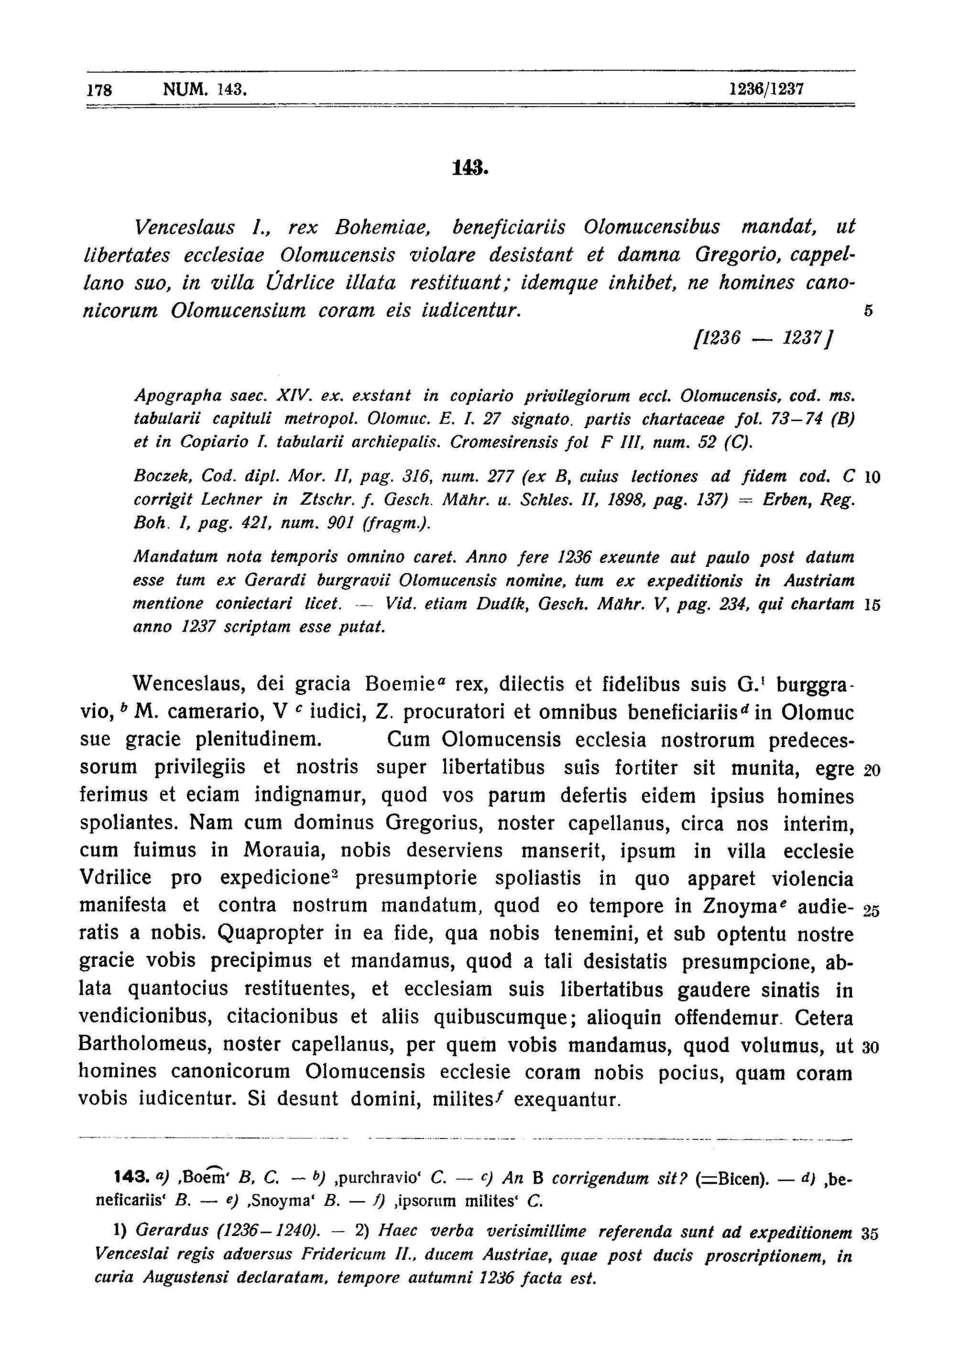 178 NUM. 143. 1236/1237
143.
Venceslaus I., rex Bohemiae, beneficiariis Olomucensibus mandat, ut
libertates ecclesiae Olomucensis violare desistant et damna Gregorio, cappel-
lano suo, in villa Údrlice illata restituant; idemque inhibet, ne homines cano-
nicorum Olomucensium coram eis iudicentur. 5
[1236 — 1237]
Apographa saec. XIV. ex. exstant in copiario privilegiorum eccl. Olomucensis, cod. ms.
tabularii capituli metropol. Olomuc. E. I. 27 signato. partis chartaceae fol. 73—74 (B)
et in Copiario I. tabularii archiepalis. Cromesirensis fol F III, num. 52 (C).
Boczek, Cod. dipl. Mor. II, pag. 316, num. 277 (ex B, cuius lectiones ad fidem cod. C 10
corrigit Lechner in Ztschr. f. Gesch. Mähr. u. Schles. II, 1898, pag. 137) = Erben, Reg.
Boh. I, pag. 421, num. 901 (fragm.).
Mandatum nota temporis omnino caret. Anno fere 1236 exeunte aut paulo post datum
esse tum ex Gerardi burgravii Olomucensis nomine, tum ex expeditionis in Austriam
mentione coniectari licet. — Vid. etiam Dudík, Gesch. Mähr. V, pag. 234, qui chartam 15
anno 1237 scriptam esse putat.
Wenceslaus, dei gracia Boemie a rex, dilectis et fidelibus suis G.1 burggra-
vio, b M. camerario, V c iudici, Z. procuratori et omnibus beneficiariis d in Olomuc
sue gracie plenitudinem. Cum Olomucensis ecclesia nostrorum predeces-
sorum privilegiis et nostris super libertatibus suis fortiter sit munita, egre 20
ferimus et eciam indignamur, quod vos parum defertis eidem ipsius homines
spoliantes. Nam cum dominus Gregorius, noster capellanus, circa nos interim,
cum fuimus in Morauia, nobis deserviens manserit, ipsum in villa ecclesie
Vdrilice pro expedicione2 presumptorie spoliastis in quo apparet violencia
manifesta et contra nostrum mandatum, quod eo tempore in Znoyma e audie- 25
ratis a nobis. Quapropter in ea fide, qua nobis tenemini, et sub optentu nostre
gracie vobis precipimus et mandamus, quod a tali desistatis presumpcione, ab-
lata quantocius restituentes, et ecclesiam suis libertatibus gaudere sinatis in
vendicionibus, citacionibus et aliis quibuscumque; alioquin offendemur. Cetera
Bartholomeus, noster capellanus, per quem vobis mandamus, quod volumus, ut 30
homines canonicorum Olomucensis ecclesie coram nobis pocius, quam coram
vobis iudicentur. Si desunt domini, milites f exequantur.
143. a) ‚Boem̑‘ B, C. — b) ‚purchravio‘ C. — c) An B corrigendum sit? (=Blcen). — d) ‚be-
neficariis‘ B. — e) ‚Snoyma‘ B. — f) ‚ipsorum milites‘ C.
1) Gerardus (1236—1240). — 2) Haec verba verisimillime referenda sunt ad expeditionem 35
Venceslai regis adversus Fridericum II., ducem Austriae, quae post ducis proscriptionem, in
curia Augustensi declaratam, tempore autumni 1236 facta est.